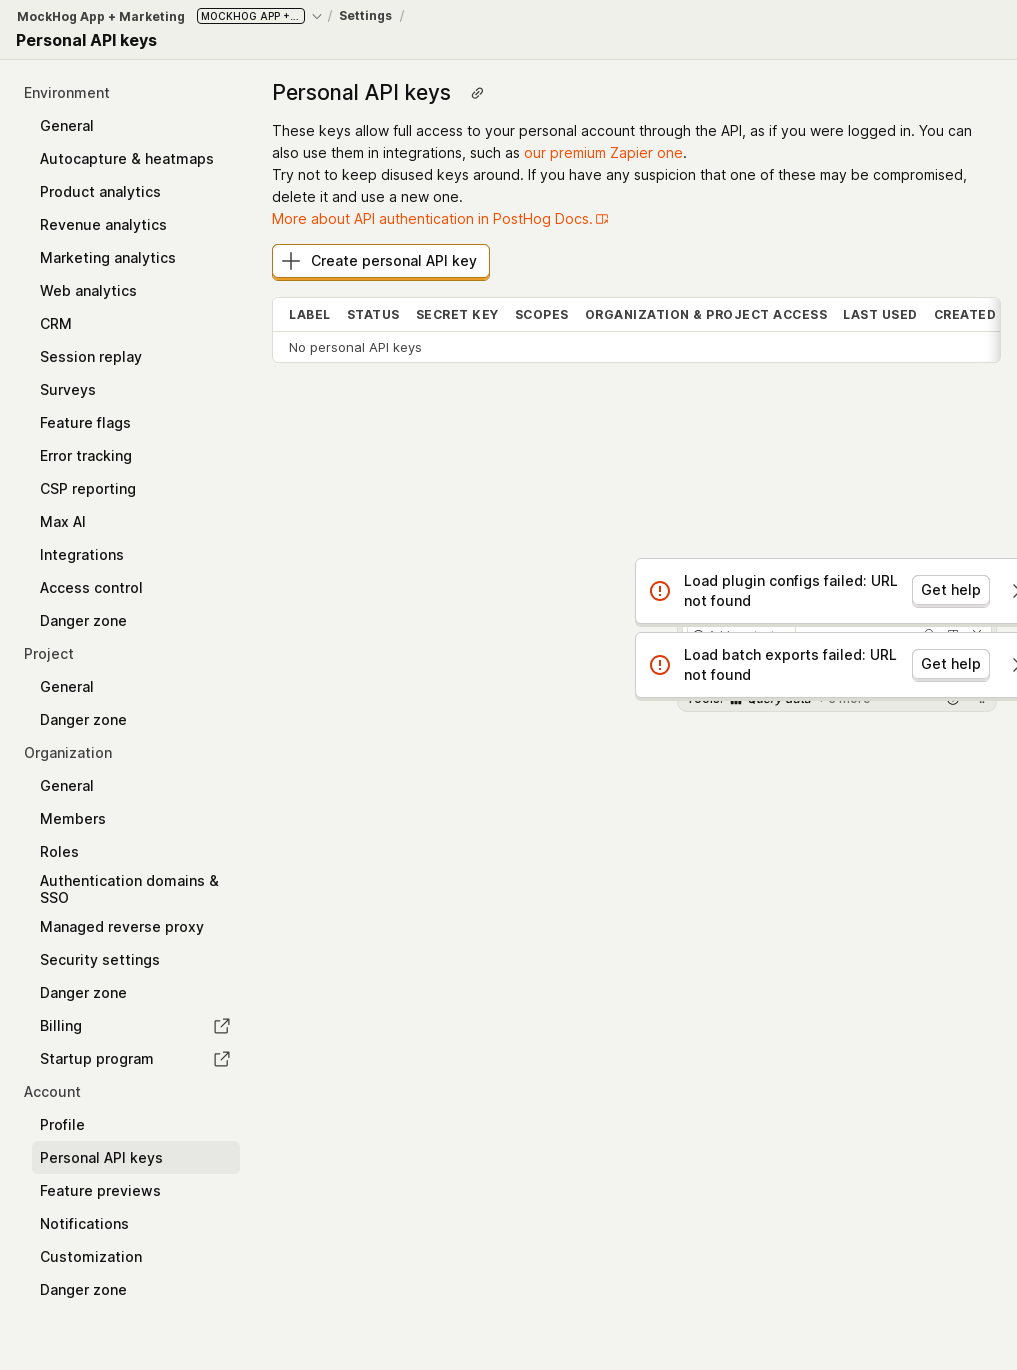 MockHog App + Marketing MOCKHOG APP +... / Settings /
Personal API keys
Environment
General
Autocapture & heatmaps
Product analytics
Revenue analytics
Marketing analytics
Web analytics
CRM
Session replay
Surveys
Feature flags
Error tracking
CSP reporting
Max AI
Integrations
Access control
Danger zone
Project
General
Danger zone
Organization
General
Members
Roles
Authentication domains &
SSO
Managed reverse proxy
Security settings
Danger zone
Billing
Startup program
Account
Profile
Personal API keys
Feature previews
Notifications
Customization
Danger zone
Personal API keys
These keys allow full access to your personal account through the API, as if you were logged in. You can
also use them in integrations, such as our premium Zapier one.
Try not to keep disused keys around. If you have any suspicion that one of these may be compromised,
delete it and use a new one.
More about API authentication in PostHog Docs.
Create personal API key
LABEL STATUS SECRET KEY SCOPES ORGANIZATION & PROJECT ACCESS LAST USED CREATED
No personal API keys
Load plugin configs failed: URL
not found
Get help
Load batch exports failed: URL
not found
Get help
Tools: Query data + 8 more